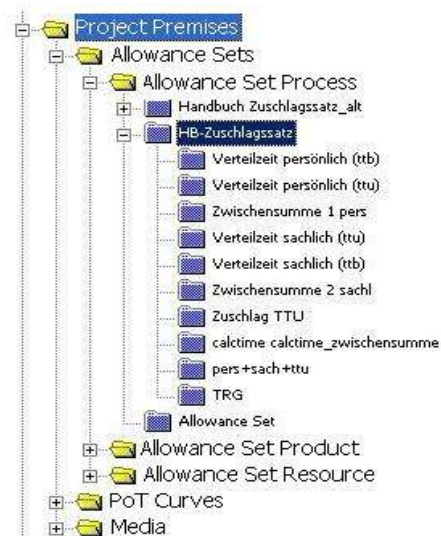 Project Premises
Allowance Sets
Allowance Set Process
Handbuch Zuschlagssatz_alt
HB-Zuschlagssatz
Verteilzeit persönlich (ttb)
Verteilzeit persönlich (ttu)
Zwischensumme 1 pers
Verteilzeit sachlich (ttu)
Verteilzeit sachlich (ttb)
Zwischensumme 2 sachl
Zuschlag TTU
calctime calctime_zwischensumme
pers+sach+ttu
TRG
Allowance Set
Allowance Set Product
Allowance Set Resource
PoT Curves
Media